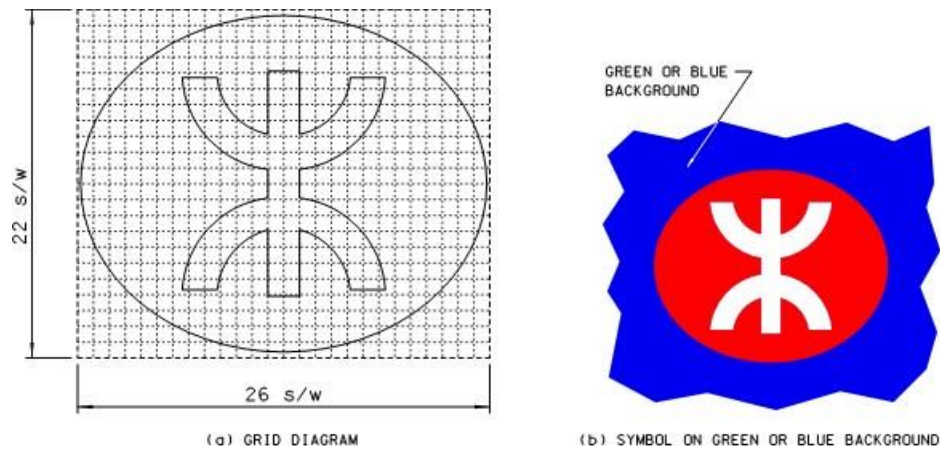 22 s/w
26 s/w
(a) GRID DIAGRAM
GREEN OR BLUE
BACKGROUND
(b) SYMBOL ON GREEN OR BLUE BACKGROUND